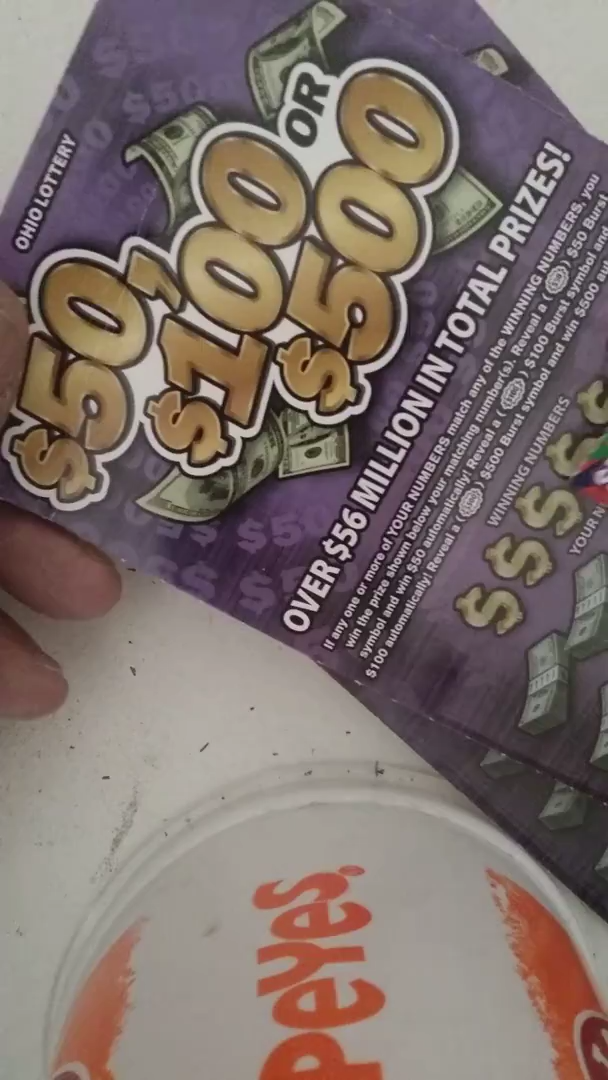 OHIO LOTTERY
$50,
$100
OR
$500
OVER $56 MILLION IN TOTAL PRIZES!
If any one or more of YOUR NUMBERS match any of the WINNING NUMBERS, you
win the prize shown below your matching number(s). Reveal a ( ) $50 Burst
symbol and win $50 automatically! Reveal a ( ) $100 Burst symbol and win
$100 automatically! Reveal a ( ) $500 Burst symbol and win $500
WINNING NUMBERS
$ $ $ $
YOUR
PeYes